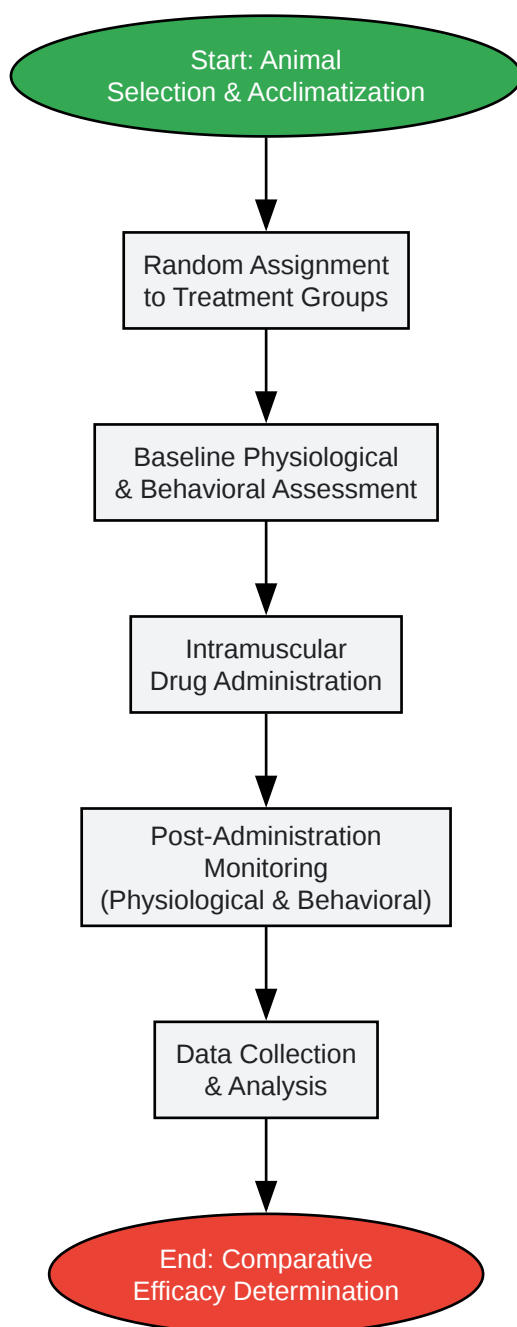 Start: Animal
Selection & Acclimatization
Random Assignment
to Treatment Groups
Baseline Physiological
& Behavioral Assessment
Intramuscular
Drug Administration
Post-Administration
Monitoring
(Physiological & Behavioral)
Data Collection
& Analysis
End: Comparative
Efficacy Determination